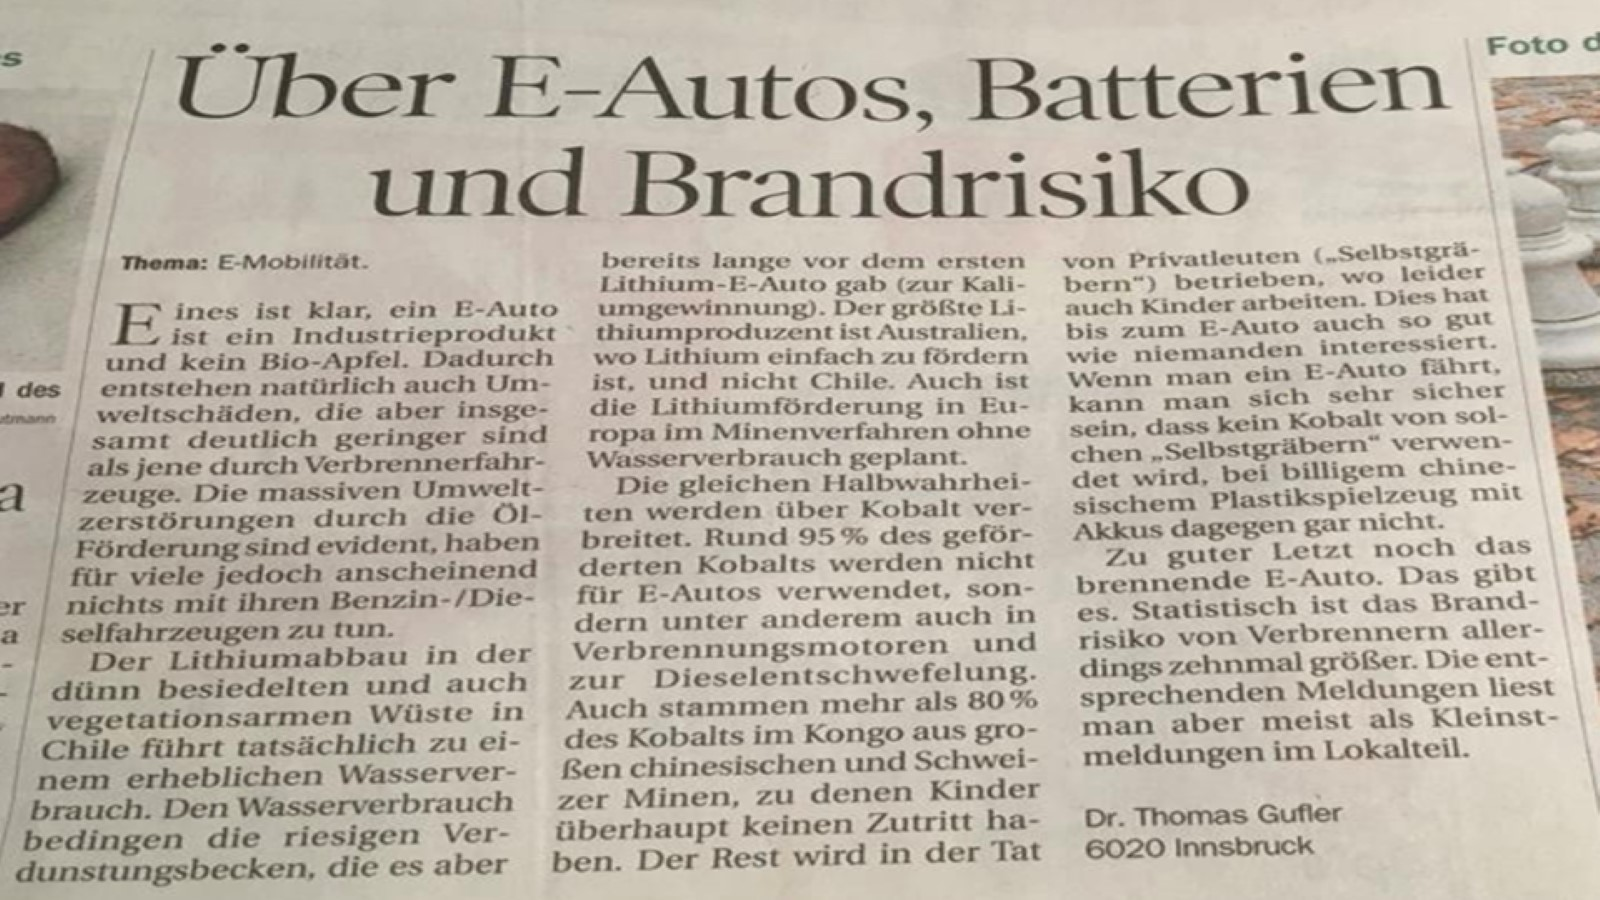 s
Foto d
Über E-Autos, Batterien
und Brandrisiko
Thema: E-Mobilität.
Eines ist klar, ein E-Auto
ist ein Industrieprodukt
und kein Bio-Apfel. Dadurch
entstehen natürlich auch Um-
weltschäden, die aber insge-
samt deutlich geringer sind
als jene durch Verbrennerfahr-
zeuge. Die massiven Umwelt-
zerstörungen durch die Öl-
Förderung sind evident, haben
für viele jedoch anscheinend
nichts mit ihren Benzin-/Die-
selfahrzeugen zu tun.
Der Lithiumabbau in der
dünn besiedelten und auch
vegetationsarmen Wüste in
Chile führt tatsächlich zu ei-
nem erheblichen Wasserver-
brauch. Den Wasserverbrauch
bedingen die riesigen Ver-
dunstungsbecken, die es aber
bereits lange vor dem ersten
Lithium-E-Auto gab (zur Kali-
umgewinnung). Der größte Li-
thiumproduzent ist Australien,
wo Lithium einfach zu fördern
ist, und nicht Chile. Auch ist
die Lithiumförderung in Eu-
ropa im Minenverfahren ohne
Wasserverbrauch geplant.
Die gleichen Halbwahrhei-
ten werden über Kobalt ver-
breitet. Rund 95 % des geför-
derten Kobalts werden nicht
für E-Autos verwendet, son-
dern unter anderem auch in
Verbrennungsmotoren und
zur Dieselentschwefelung.
Auch stammen mehr als 80 %
des Kobalts im Kongo aus gro-
ßen chinesischen und Schwei-
zer Minen, zu denen Kinder
überhaupt keinen Zutritt ha-
ben. Der Rest wird in der Tat
von Privatleuten („Selbstgrä-
bern“) betrieben, wo leider
auch Kinder arbeiten. Dies hat
bis zum E-Auto auch so gut
wie niemanden interessiert.
Wenn man ein E-Auto fährt,
kann man sich sehr sicher
sein, dass kein Kobalt von sol-
chen „Selbstgräbern“ verwen-
det wird, bei billigem chine-
sischem Plastikspielzeug mit
Akkus dagegen gar nicht.
Zu guter Letzt noch das
brennende E-Auto. Das gibt
es. Statistisch ist das Brand-
risiko von Verbrennern aller-
dings zehnmal größer. Die ent-
sprechenden Meldungen liest
man aber meist als Kleinst-
meldungen im Lokalteil.
Dr. Thomas Gufler
6020 Innsbruck
des
a
er
a